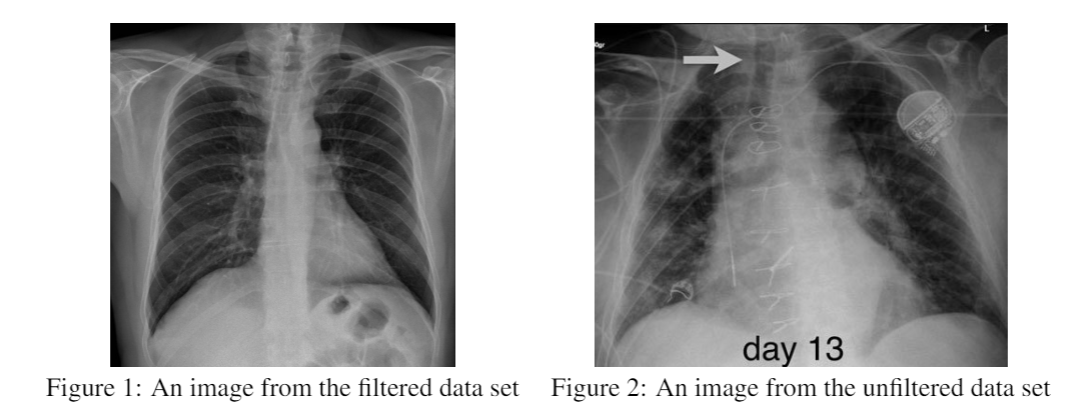 L
day 13
Figure 1: An image from the filtered data set
Figure 2: An image from the unfiltered data set